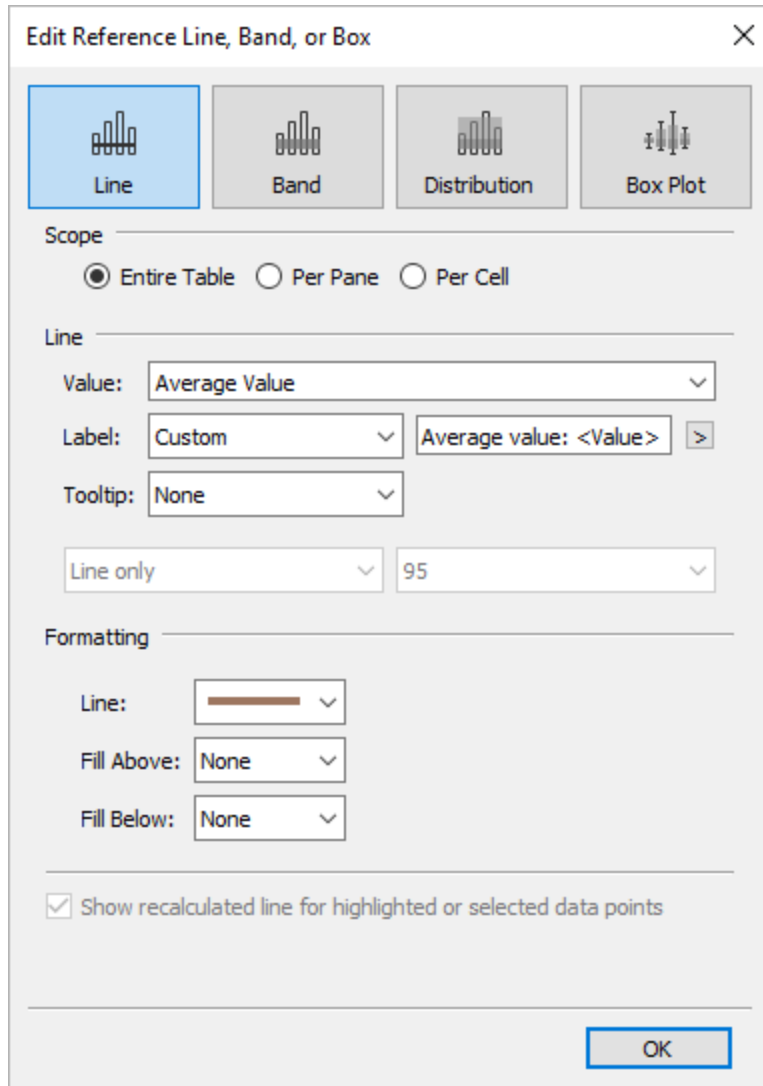 Edit Reference Line, Band, or Box
Line Band Distribution Box Plot
Scope
Entire Table Per Pane Per Cell
Line
Value: Average Value
Label: Custom Average value: <Value> >
Tooltip: None
Line only 95
Formatting
Line:
Fill Above: None
Fill Below: None
Show recalculated line for highlighted or selected data points
OK